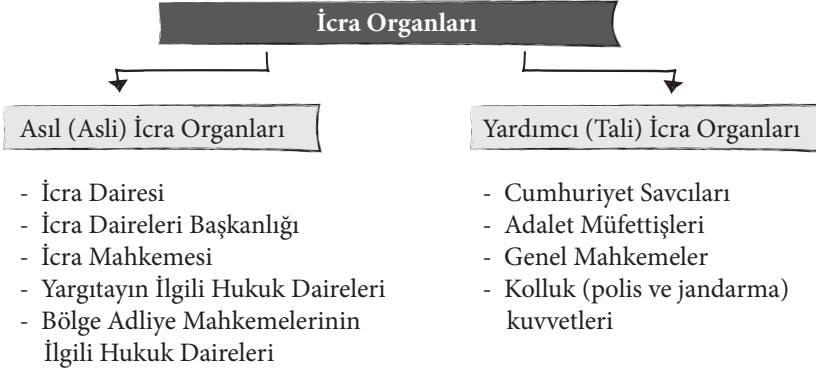 İcra Organları
Asıl (Asli) İcra Organları
- İcra Dairesi
- İcra Daireleri Başkanlığı
- İcra Mahkemesi
- Yargıtayın İlgili Hukuk Daireleri
- Bölge Adliye Mahkemelerinin
İlgili Hukuk Daireleri
Yardımcı (Tali) İcra Organları
- Cumhuriyet Savcıları
- Adalet Müfettişleri
- Genel Mahkemeler
- Kolluk (polis ve jandarma)
kuvvetleri